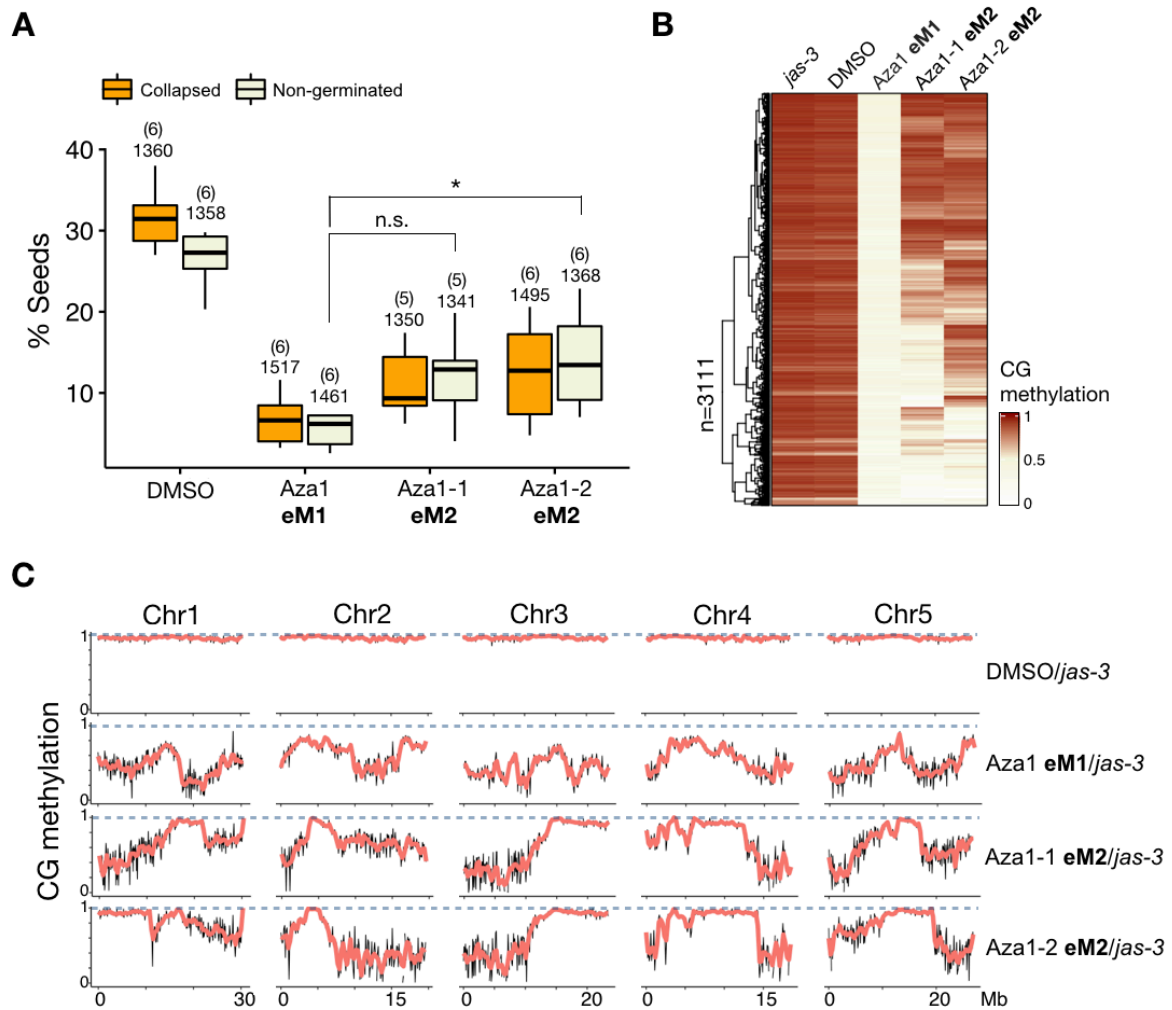 A
Collapsed
Non-germinated
% Seeds
40
30
20
10
(6)
1360
(6)
1358
(6)
1517
(6)
1461
(5)
1350
(5)
1341
(6)
1495
(6)
1368
n.s.
*
DMSO
Aza1
eM1
Aza1-1
eM2
Aza1-2
eM2
B
jas-3
DMSO
Aza1 eM1
Aza1-1 eM2
Aza1-2 eM2
n=3111
CG
methylation
1
0.5
0
C
Chr1 Chr2 Chr3 Chr4 Chr5
CG methylation
1
0
DMSO/jas-3
1
0
Aza1 eM1/jas-3
1
0
Aza1-1 eM2/jas-3
1
0
Aza1-2 eM2/jas-3
0 30 0 15 0 20 0 15 0 20 Mb